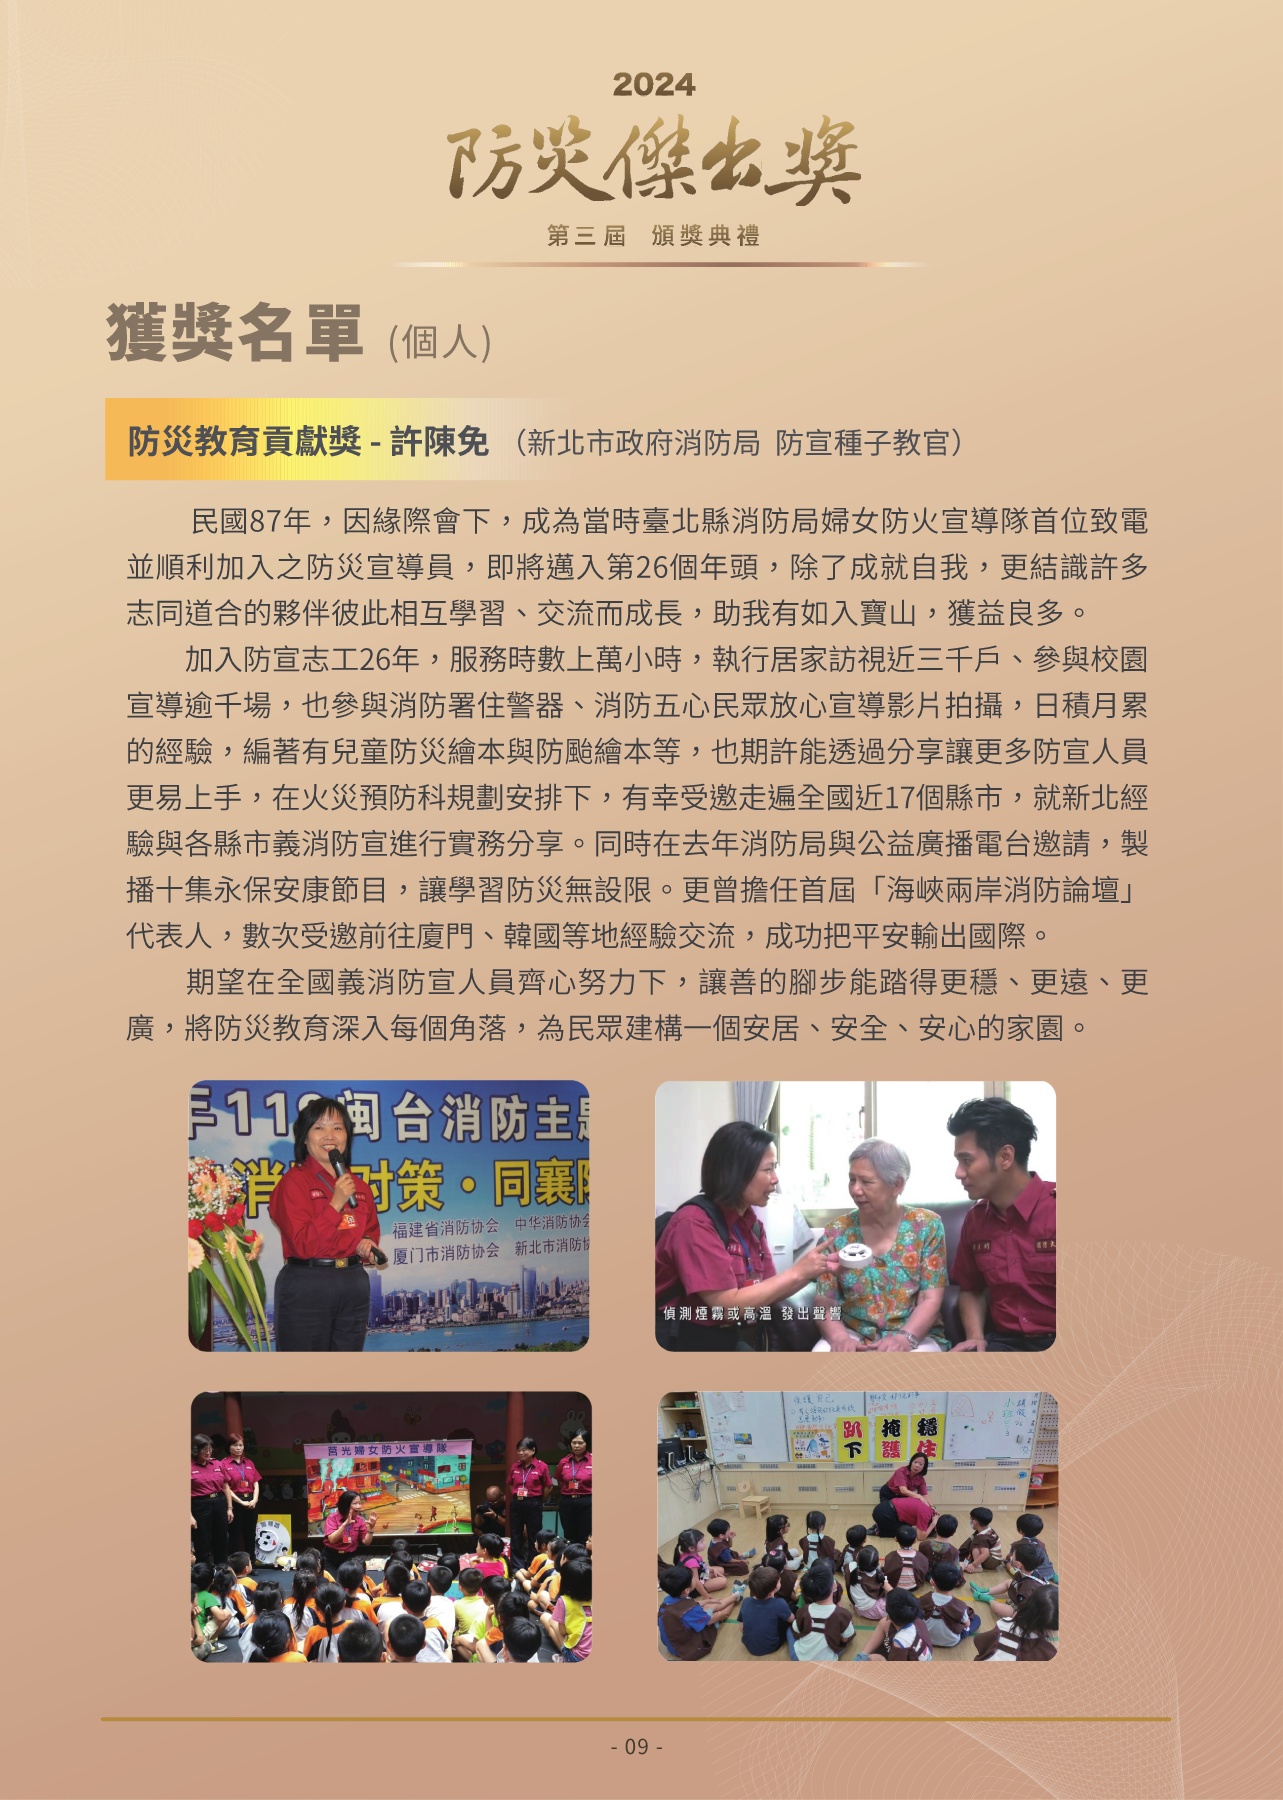 2024
防災傑出獎
第三屆 頒獎典禮
獲獎名單 (個人)
防災教育貢獻獎 - 許陳免 （新北市政府消防局 防宣種子教官）
民國87年，因緣際會下，成為當時臺北縣消防局婦女防火宣導隊首位致電
並順利加入之防災宣導員，即將邁入第26個年頭，除了成就自我，更結識許多
志同道合的夥伴彼此相互學習、交流而成長，助我有如入寶山，獲益良多。
加入防宣志工26年，服務時數上萬小時，執行居家訪視近三千戶、參與校園
宣導逾千場，也參與消防署住警器、消防五心民眾放心宣導影片拍攝，日積月累
的經驗，編著有兒童防災繪本與防颱繪本等，也期許能透過分享讓更多防宣人員
更易上手，在火災預防科規劃安排下，有幸受邀走遍全國近17個縣市，就新北經
驗與各縣市義消防宣進行實務分享。同時在去年消防局與公益廣播電台邀請，製
播十集永保安康節目，讓學習防災無設限。更曾擔任首屆「海峽兩岸消防論壇」
代表人，數次受邀前往廈門、韓國等地經驗交流，成功把平安輸出國際。
期望在全國義消防宣人員齊心努力下，讓善的腳步能踏得更穩、更遠、更
廣，將防災教育深入每個角落，為民眾建構一個安居、安全、安心的家園。
年119闽台消防主题
消 对策·同襄
福建省消防协会 中华消防协会
厦门市消防协会 新北市消防协
偵測煙霧或高溫 發出聲響
莒光婦女防火宣導隊
趴下 掩護 穩住
- 09 -